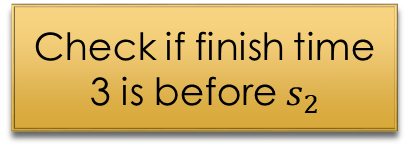 Check if finish time
3 is before s₂